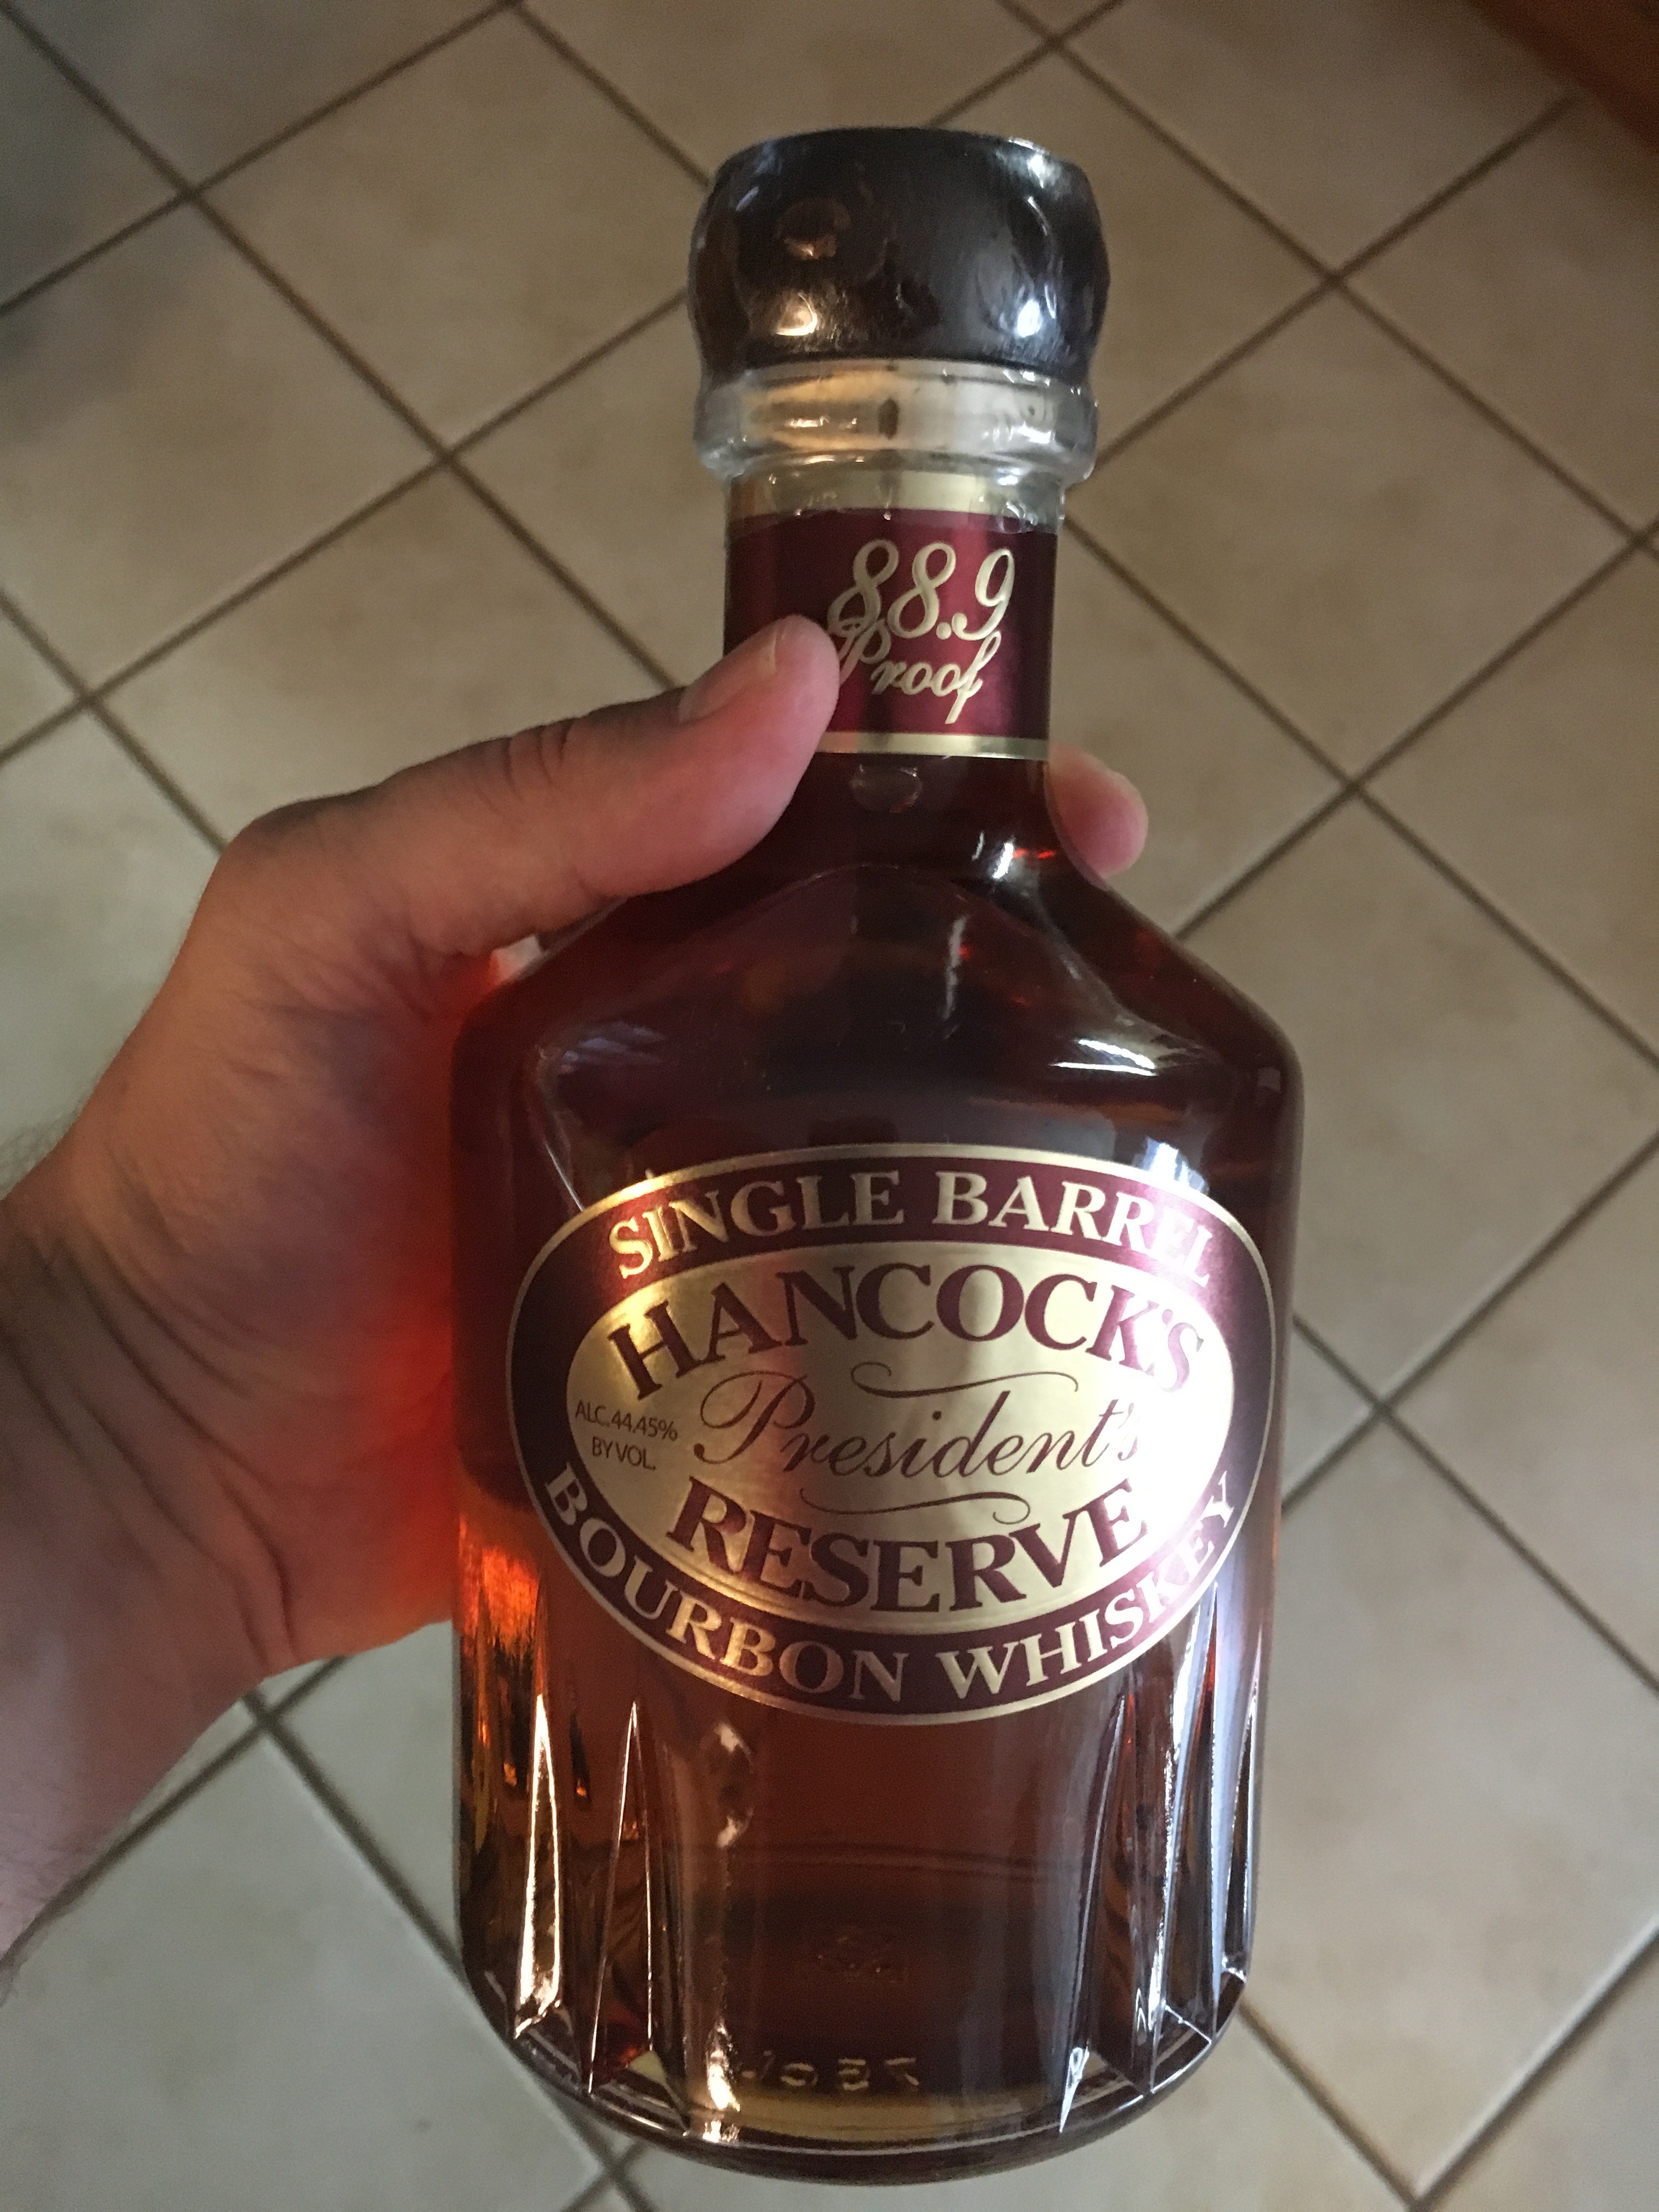 88.9
Proof
SINGLE BARREL
HANCOCK'S
President's
ALC. 44.45%
BY VOL.
RESERVE
BOURBON WHISKEY